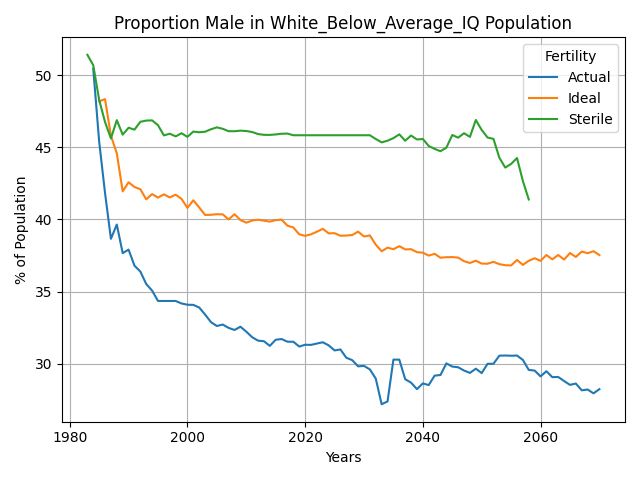 Proportion Male in White_Below_Average_IQ Population
Fertility
Actual
Ideal
Sterile
% of Population
50
45
40
35
30
1980
2000
2020
2040
2060
Years